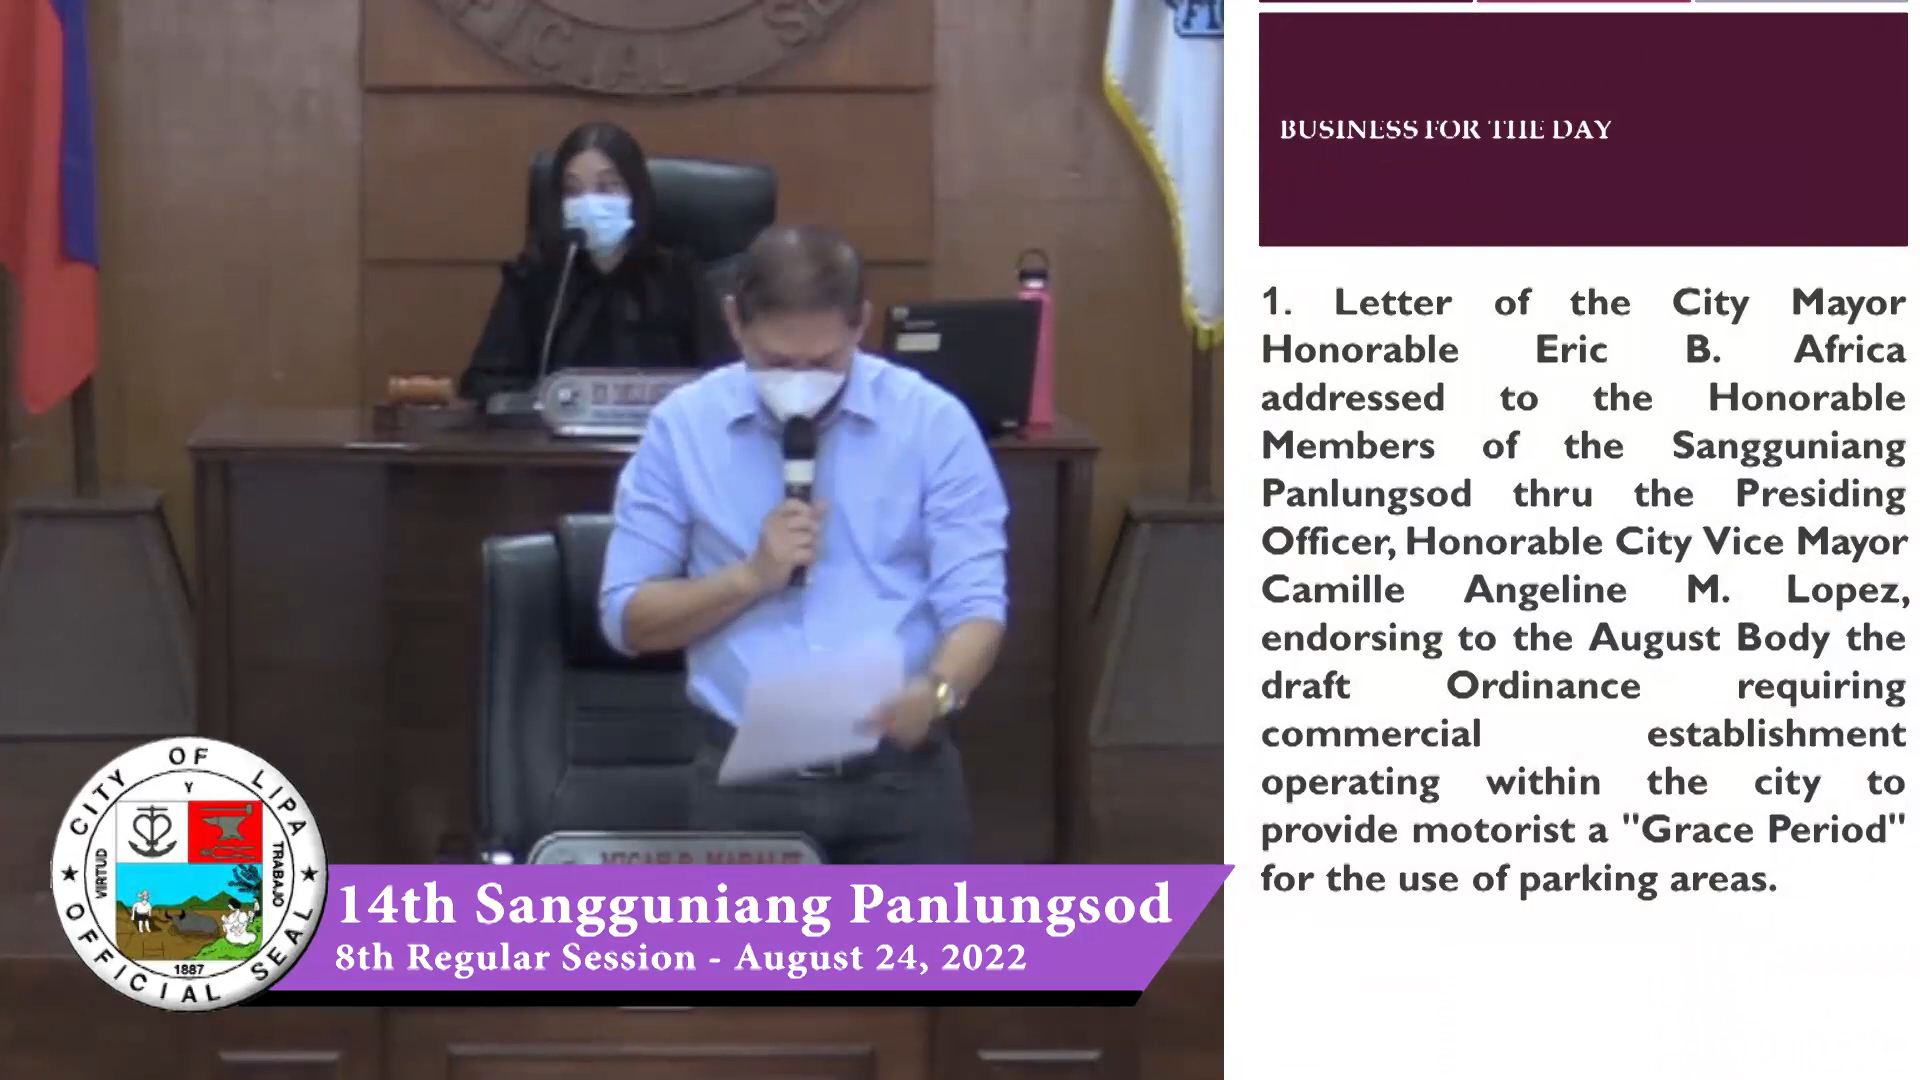 BUSINESS FOR THE DAY
1. Letter of the City Mayor
Honorable Eric B. Africa
addressed to the Honorable
Members of the Sangguniang
Panlungsod thru the Presiding
Officer, Honorable City Vice Mayor
Camille Angeline M. Lopez,
endorsing to the August Body the
draft Ordinance requiring
commercial establishment
operating within the city to
provide motorist a "Grace Period"
for the use of parking areas.
CITY OF LIPA
Y
VIRTUD
TRABAJO
1887
OFFICIAL SEAL
14th Sangguniang Panlungsod
8th Regular Session - August 24, 2022